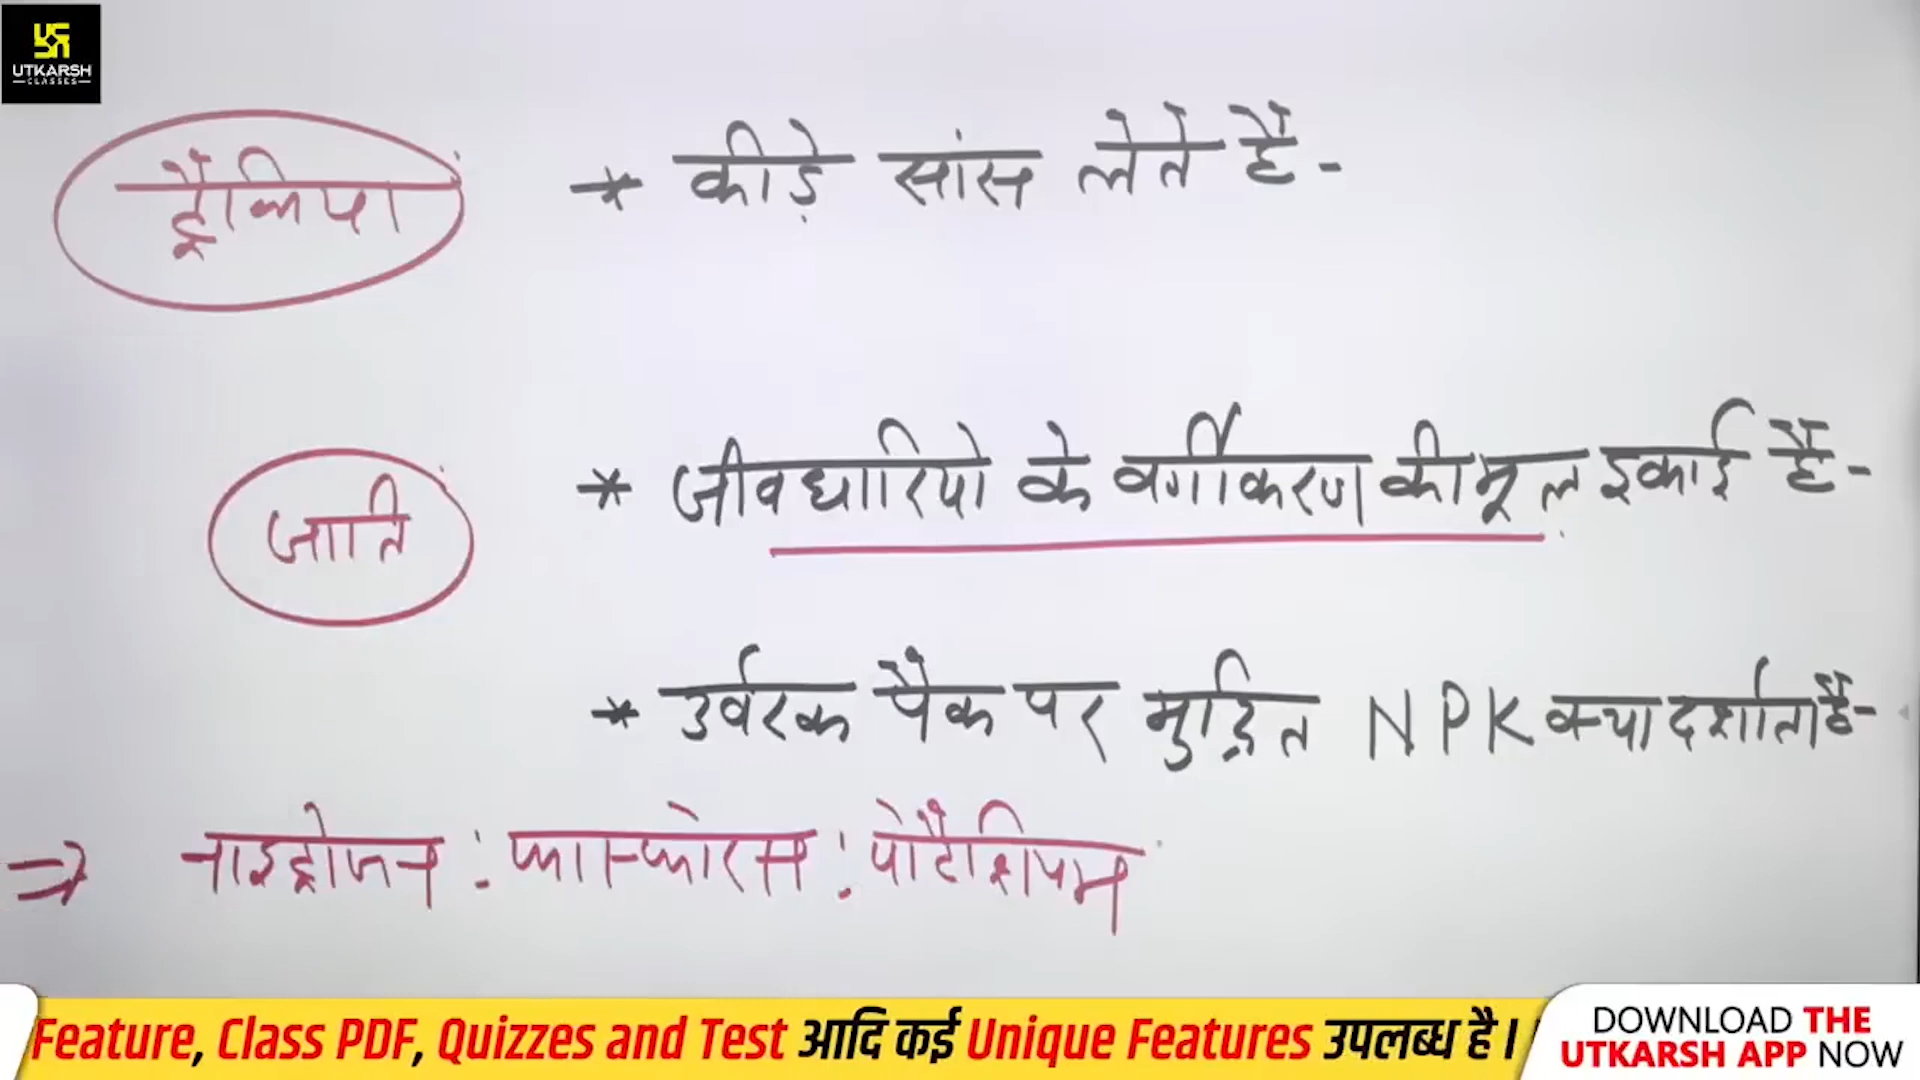 UTKARSH
CLASSES
ट्रैकिया * कीड़े सांस लेते है -
जाति * जीवधारियो के वर्गीकरण की मूल इकाई है -
* उर्वरक पैक पर मुद्रित NPK क्या दर्शाता है -
⇒ नाइट्रोजन : फास्फोरस : पोटैशियम
Feature, Class PDF, Quizzes and Test आदि कई Unique Features उपलब्ध है।
DOWNLOAD THE
UTKARSH APP NOW